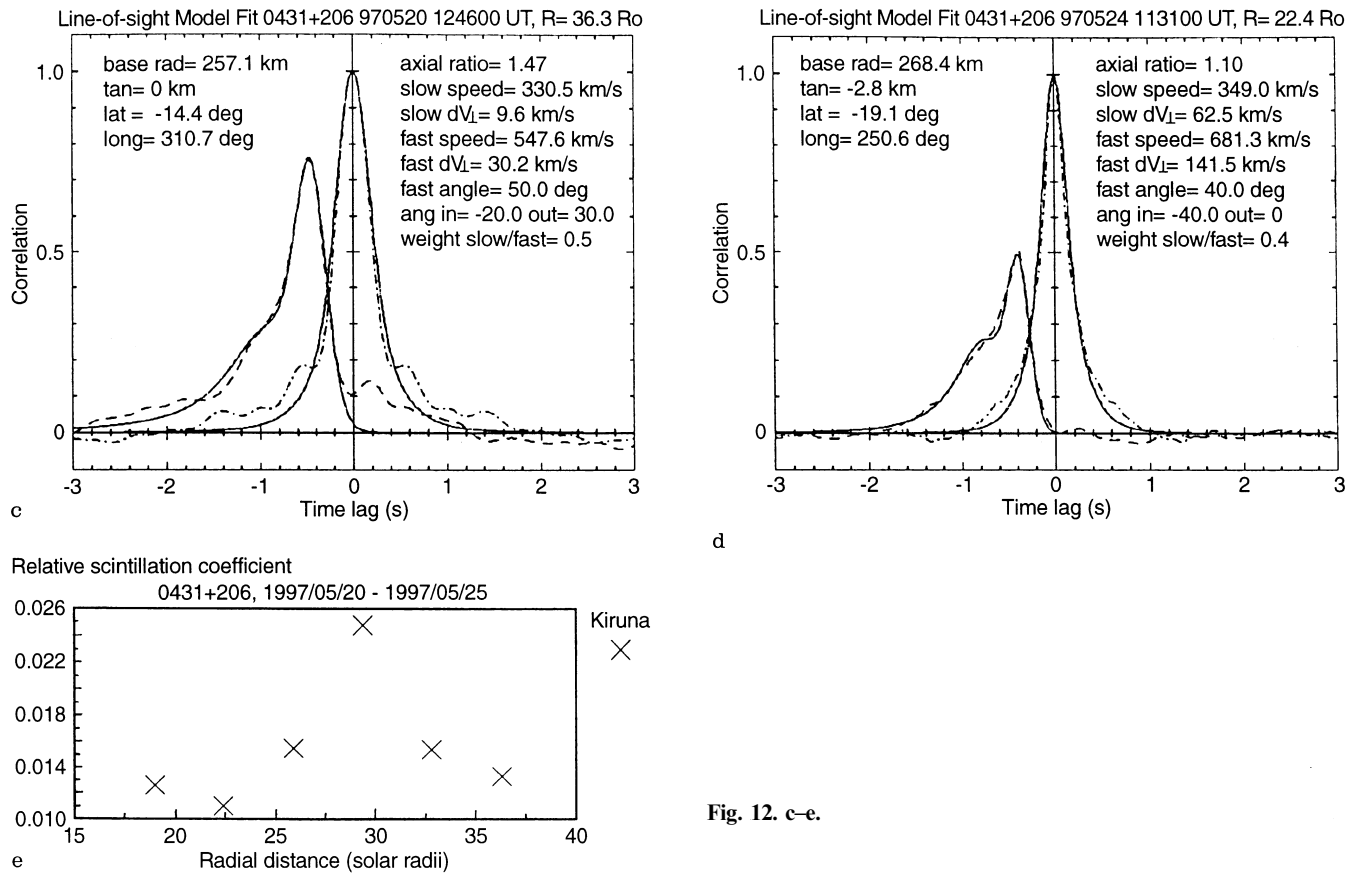 Line-of-sight Model Fit 0431+206 970520 124600 UT, R= 36.3 Ro
base rad= 257.1 km
tan= 0 km
lat = -14.4 deg
long= 310.7 deg
axial ratio= 1.47
slow speed= 330.5 km/s
slow dV⊥= 9.6 km/s
fast speed= 547.6 km/s
fast dV⊥= 30.2 km/s
fast angle= 50.0 deg
ang in= -20.0 out= 30.0
weight slow/fast= 0.5
1.0
0.5
0
Correlation
-3 -2 -1 0 1 2 3
Time lag (s)
c
Line-of-sight Model Fit 0431+206 970524 113100 UT, R= 22.4 Ro
base rad= 268.4 km
tan= -2.8 km
lat = -19.1 deg
long= 250.6 deg
axial ratio= 1.10
slow speed= 349.0 km/s
slow dV⊥= 62.5 km/s
fast speed= 681.3 km/s
fast dV⊥= 141.5 km/s
fast angle= 40.0 deg
ang in= -40.0 out= 0
weight slow/fast= 0.4
1.0
0.5
0
Correlation
-3 -2 -1 0 1 2 3
Time lag (s)
d
Relative scintillation coefficient
0431+206, 1997/05/20 - 1997/05/25
0.026
0.022
0.018
0.014
0.010
15 20 25 30 35 40
Radial distance (solar radii)
Kiruna
e
Fig. 12. c–e.